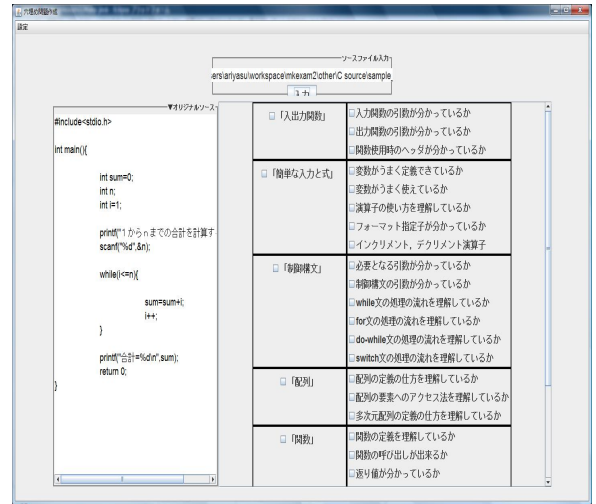 穴埋め問題作成
設定
ソースファイル入力
ers\ariyasu\workspace\mkexam2\other\C source\sample
入力
▼オリジナルソース
#include<stdio.h>
int main(){
int sum=0;
int n;
int i=1;
printf("１からｎまでの合計を計算す
scanf("%d",&n);
while(i<=n){
sum=sum+i;
i++;
}
printf("合計=%d\n",sum);
return 0;
}
「入出力関数」
入力関数の引数が分かっているか
出力関数の引数が分かっているか
関数使用時のヘッダが分かっているか
「簡単な入力と式」
変数がうまく定義できているか
変数がうまく使えているか
演算子の使い方を理解しているか
フォーマット指定子が分かっているか
インクリメント，デクリメント演算子
「制御構文」
必要となる引数が分かっているか
制御構文の引数が分かっているか
while文の処理の流れを理解しているか
for文の処理の流れを理解しているか
do-while文の処理の流れを理解しているか
switch文の処理の流れを理解しているか
「配列」
配列の定義の仕方を理解しているか
配列の要素へのアクセス法を理解しているか
多次元配列の定義の仕方を理解しているか
「関数」
関数の定義を理解しているか
関数の呼び出しが出来るか
返り値が分かっているか